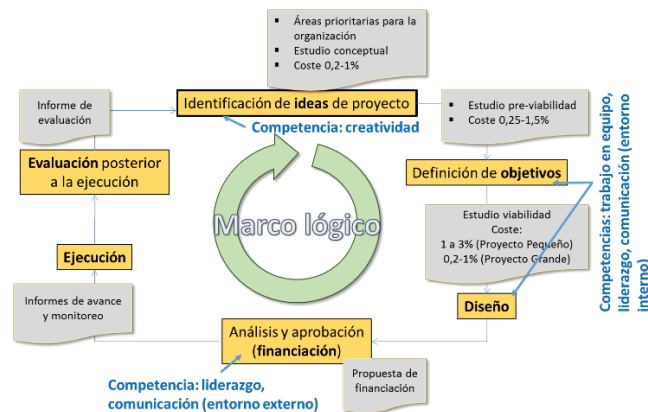 Áreas prioritarias para la
organización
Estudio conceptual
Coste 0,2-1%
Identificación de ideas de proyecto
Competencia: creatividad
Informe de
evaluación
Estudio pre-viabilidad
Coste 0,25-1,5%
Evaluación posterior
a la ejecución
Definición de objetivos
Marco lógico
Estudio viabilidad
Coste:
1 a 3% (Proyecto Pequeño)
0,2-1% (Proyecto Grande)
Competencias: trabajo en equipo,
liderazgo, comunicación (entorno
interno)
Ejecución
Diseño
Informes de avance
y monitoreo
Análisis y aprobación
(financiación)
Propuesta de
financiación
Competencia: liderazgo,
comunicación (entorno externo)